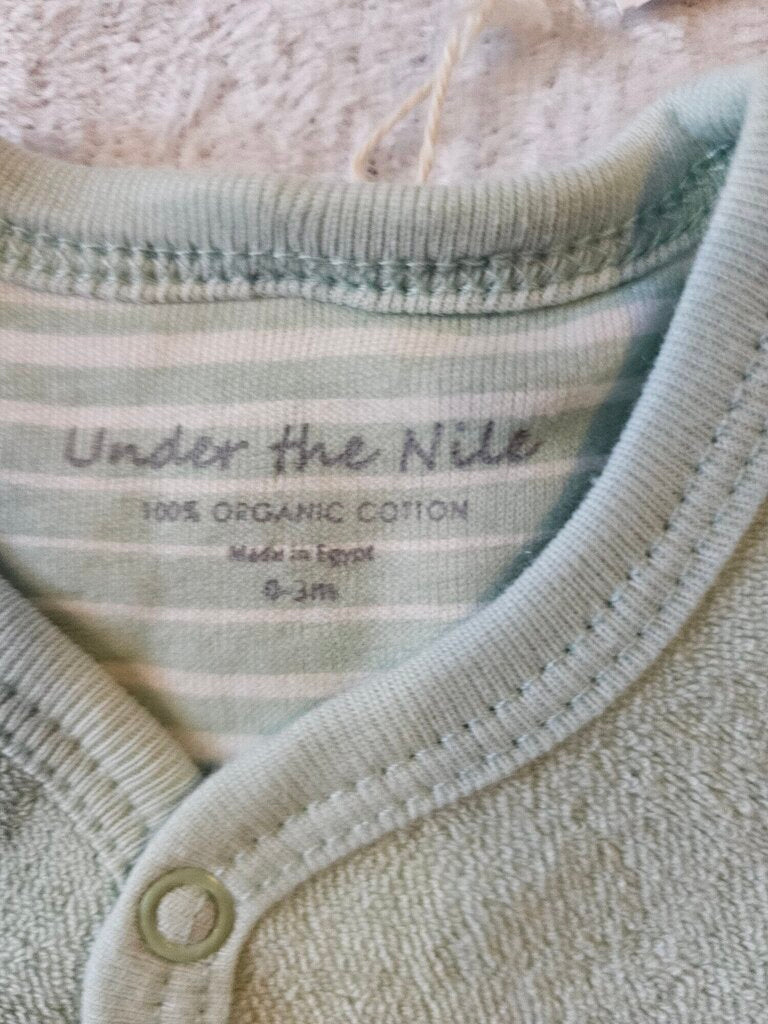 Under the Nile
100% ORGANIC COTTON
Made in Egypt
0-3m